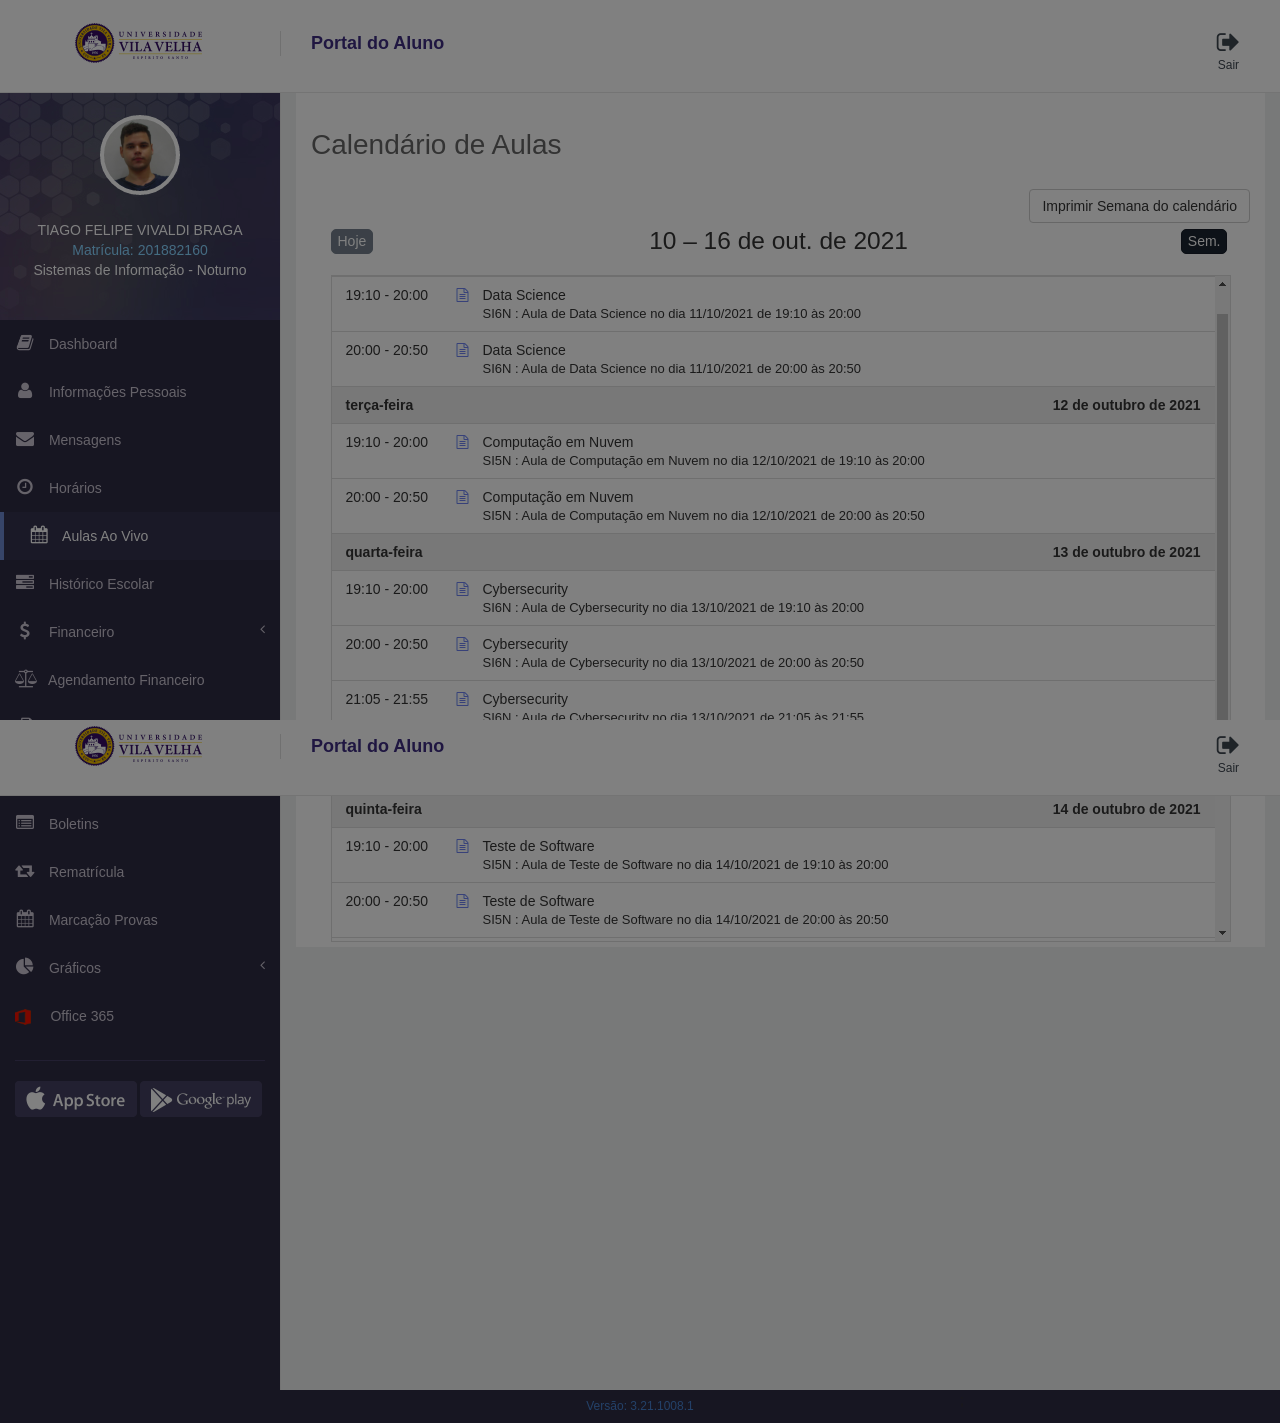 UNIVERSIDADE
VILA VELHA
ESPÍRITO SANTO
Portal do Aluno
Sair
TIAGO FELIPE VIVALDI BRAGA
Matrícula: 201882160
Sistemas de Informação - Noturno
Dashboard
Informações Pessoais
Mensagens
Horários
Aulas Ao Vivo
Histórico Escolar
Financeiro
Agendamento Financeiro
Calendário de Aulas
Imprimir Semana do calendário
Hoje
10 – 16 de out. de 2021
Sem.
19:10 - 20:00 Data Science
SI6N : Aula de Data Science no dia 11/10/2021 de 19:10 às 20:00
20:00 - 20:50 Data Science
SI6N : Aula de Data Science no dia 11/10/2021 de 20:00 às 20:50
terça-feira 12 de outubro de 2021
19:10 - 20:00 Computação em Nuvem
SI5N : Aula de Computação em Nuvem no dia 12/10/2021 de 19:10 às 20:00
20:00 - 20:50 Computação em Nuvem
SI5N : Aula de Computação em Nuvem no dia 12/10/2021 de 20:00 às 20:50
quarta-feira 13 de outubro de 2021
19:10 - 20:00 Cybersecurity
SI6N : Aula de Cybersecurity no dia 13/10/2021 de 19:10 às 20:00
20:00 - 20:50 Cybersecurity
SI6N : Aula de Cybersecurity no dia 13/10/2021 de 20:00 às 20:50
21:05 - 21:55 Cybersecurity
SI6N : Aula de Cybersecurity no dia 13/10/2021 de 21:05 às 21:55
UNIVERSIDADE
VILA VELHA
ESPÍRITO SANTO
Portal do Aluno
Sair
Boletins
Rematrícula
Marcação Provas
Gráficos
Office 365
App Store
Google play
quinta-feira 14 de outubro de 2021
19:10 - 20:00 Teste de Software
SI5N : Aula de Teste de Software no dia 14/10/2021 de 19:10 às 20:00
20:00 - 20:50 Teste de Software
SI5N : Aula de Teste de Software no dia 14/10/2021 de 20:00 às 20:50
Versão: 3.21.1008.1